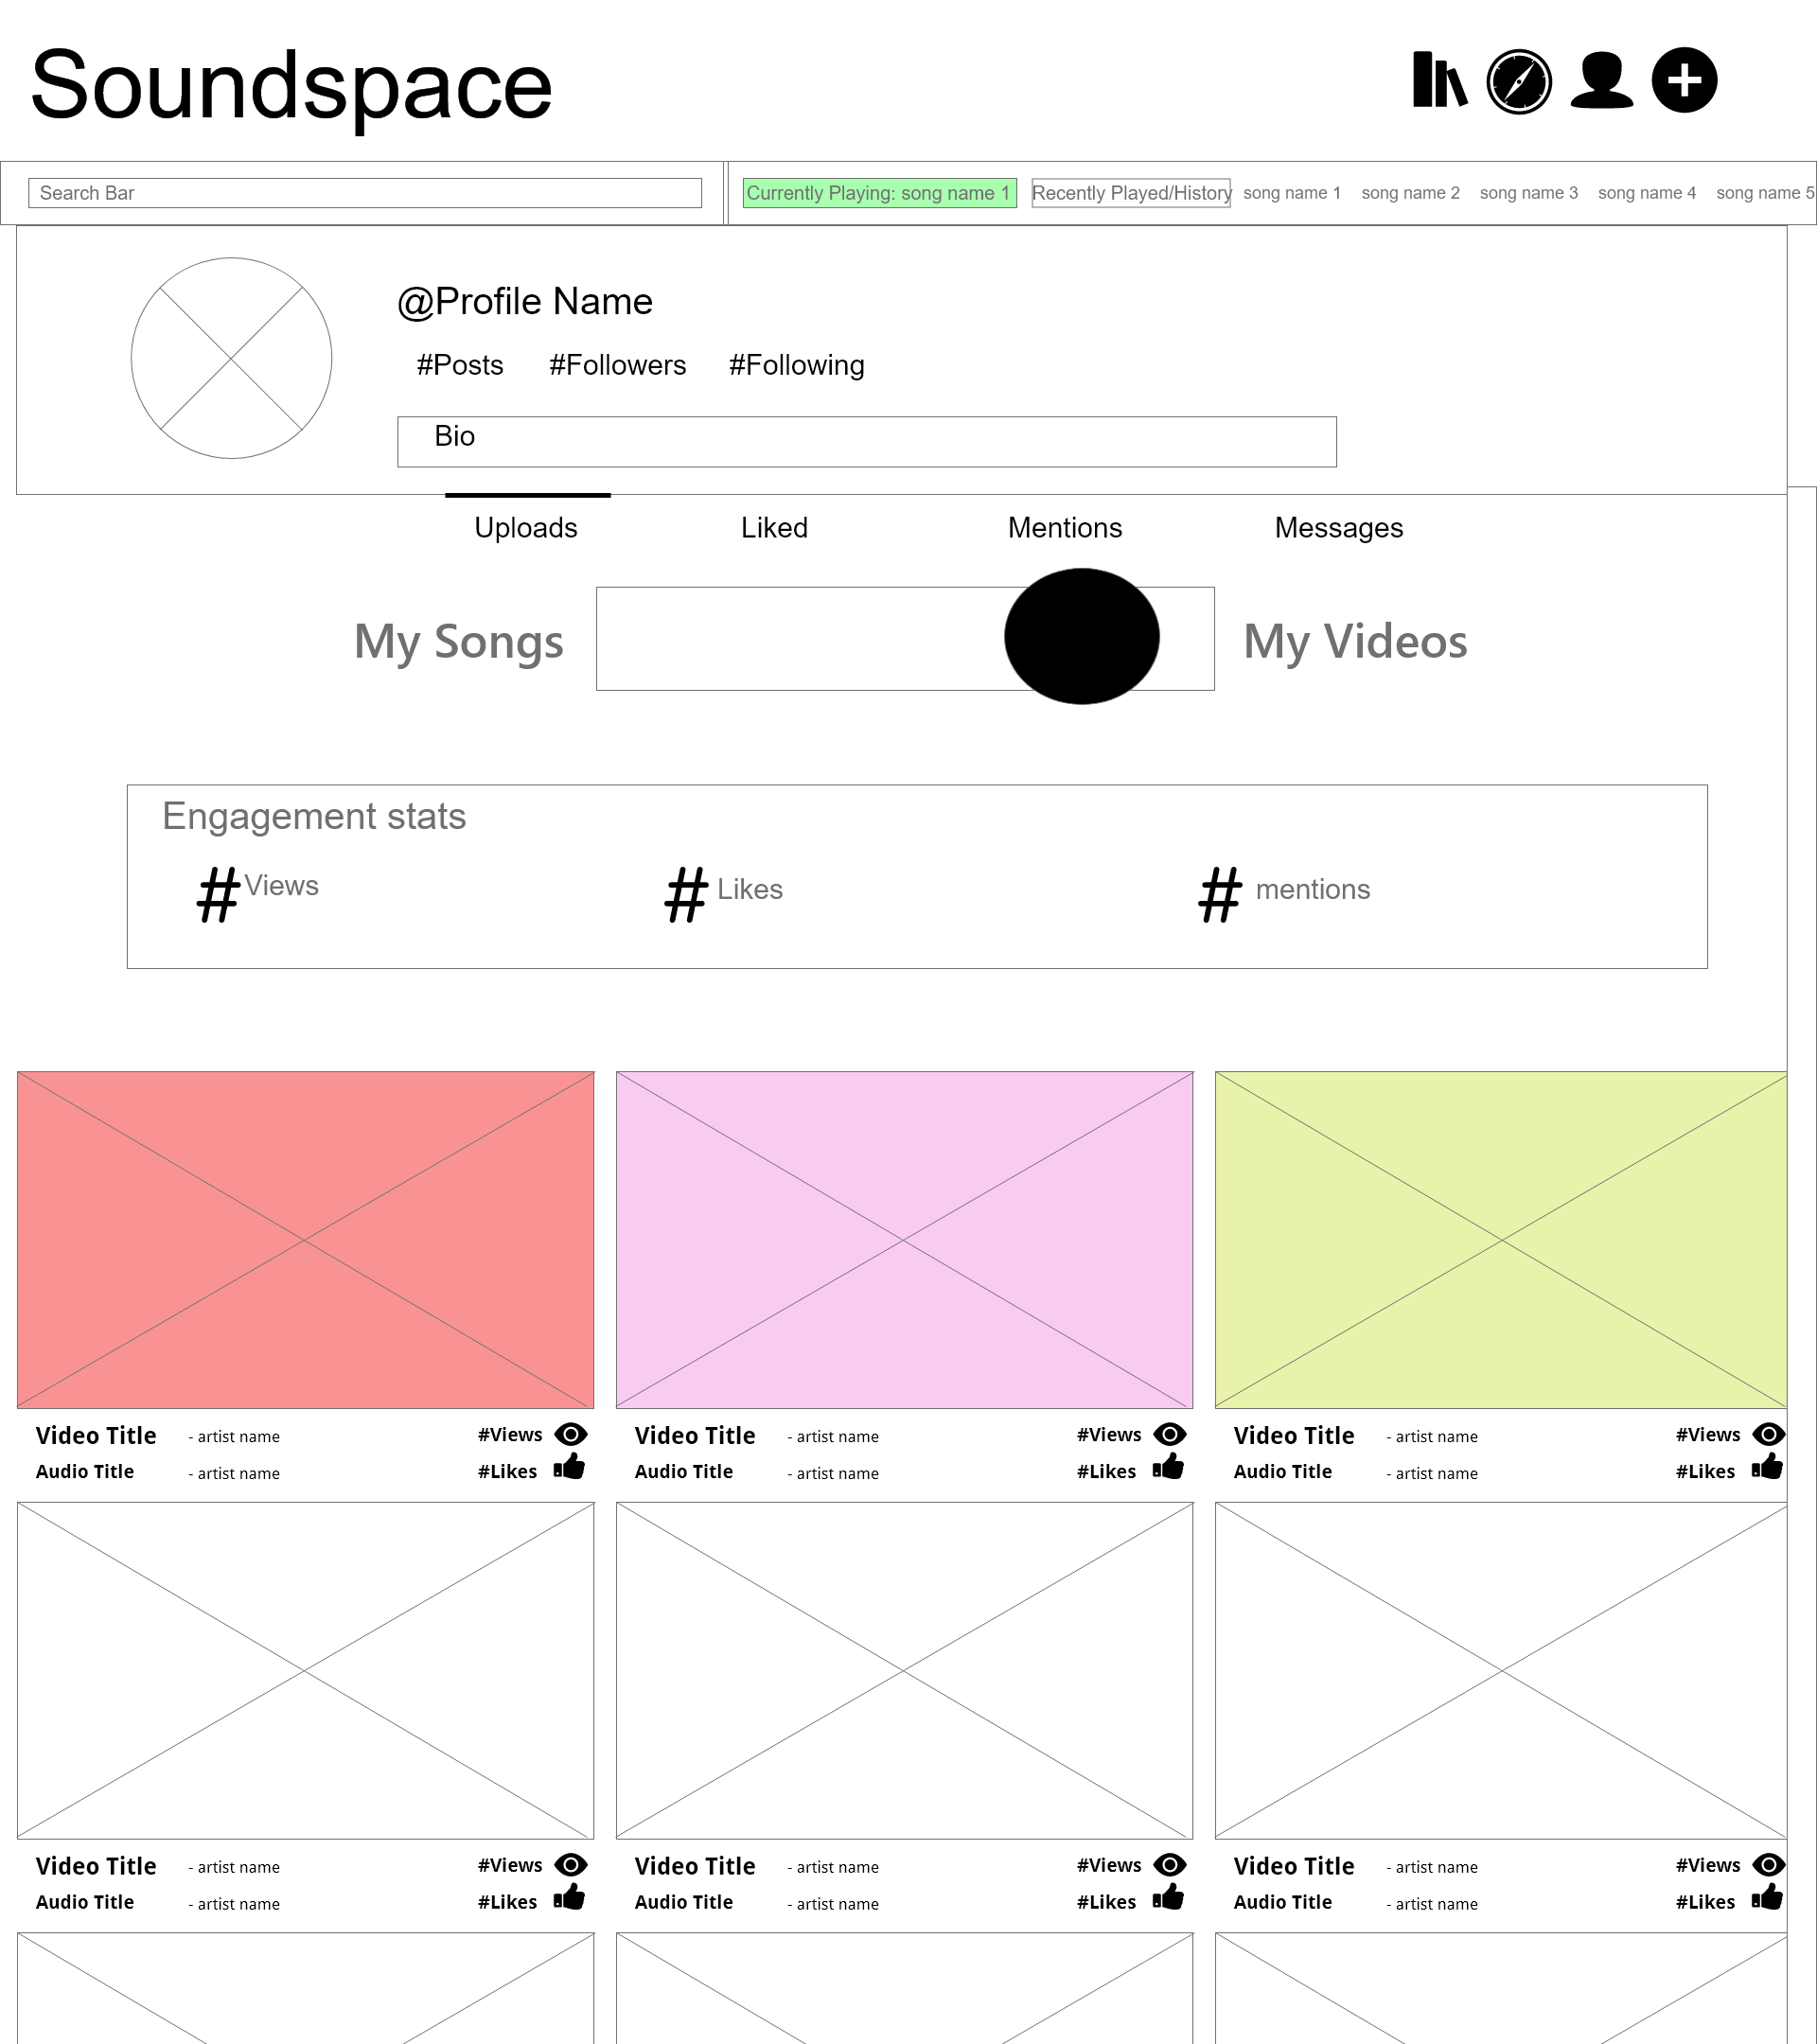 Soundspace
Search Bar
Currently Playing: song name 1 Recently Played/History song name 1 song name 2 song name 3 song name 4 song name 5
@Profile Name
#Posts #Followers #Following
Bio
Uploads Liked Mentions Messages
My Songs My Videos
Engagement stats
# Views # Likes # mentions
Video Title - artist name #Views Video Title - artist name #Views Video Title - artist name #Views
Audio Title - artist name #Likes Audio Title - artist name #Likes Audio Title - artist name #Likes
Video Title - artist name #Views Video Title - artist name #Views Video Title - artist name #Views
Audio Title - artist name #Likes Audio Title - artist name #Likes Audio Title - artist name #Likes